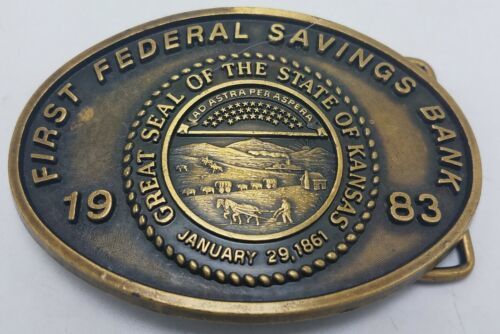 FIRST FEDERAL SAVINGS BANK
19 83
GREAT SEAL OF THE STATE OF KANSAS
AD ASTRA PER ASPERA
JANUARY 29, 1861